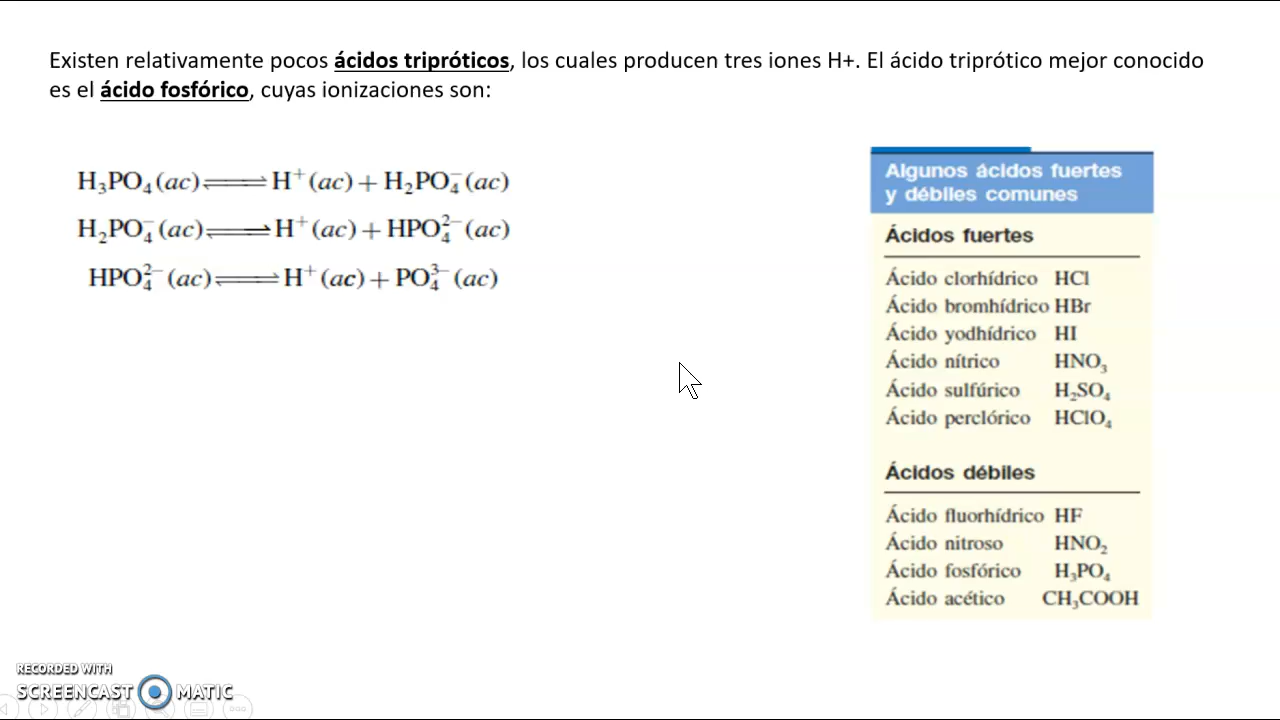 Existen relativamente pocos ácidos tripróticos, los cuales producen tres iones H+. El ácido triprótico mejor conocido
es el ácido fosfórico, cuyas ionizaciones son:
H₃PO₄(ac) ⇌ H⁺(ac) + H₂PO₄⁻(ac)
H₂PO₄⁻(ac) ⇌ H⁺(ac) + HPO₄²⁻(ac)
HPO₄²⁻(ac) ⇌ H⁺(ac) + PO₄³⁻(ac)
Algunos ácidos fuertes
y débiles comunes
Ácidos fuertes
Ácido clorhídrico HCl
Ácido bromhídrico HBr
Ácido yodhídrico HI
Ácido nítrico HNO₃
Ácido sulfúrico H₂SO₄
Ácido perclórico HClO₄
Ácidos débiles
Ácido fluorhídrico HF
Ácido nitroso HNO₂
Ácido fosfórico H₃PO₄
Ácido acético CH₃COOH
RECORDED WITH
SCREENCAST MATIC